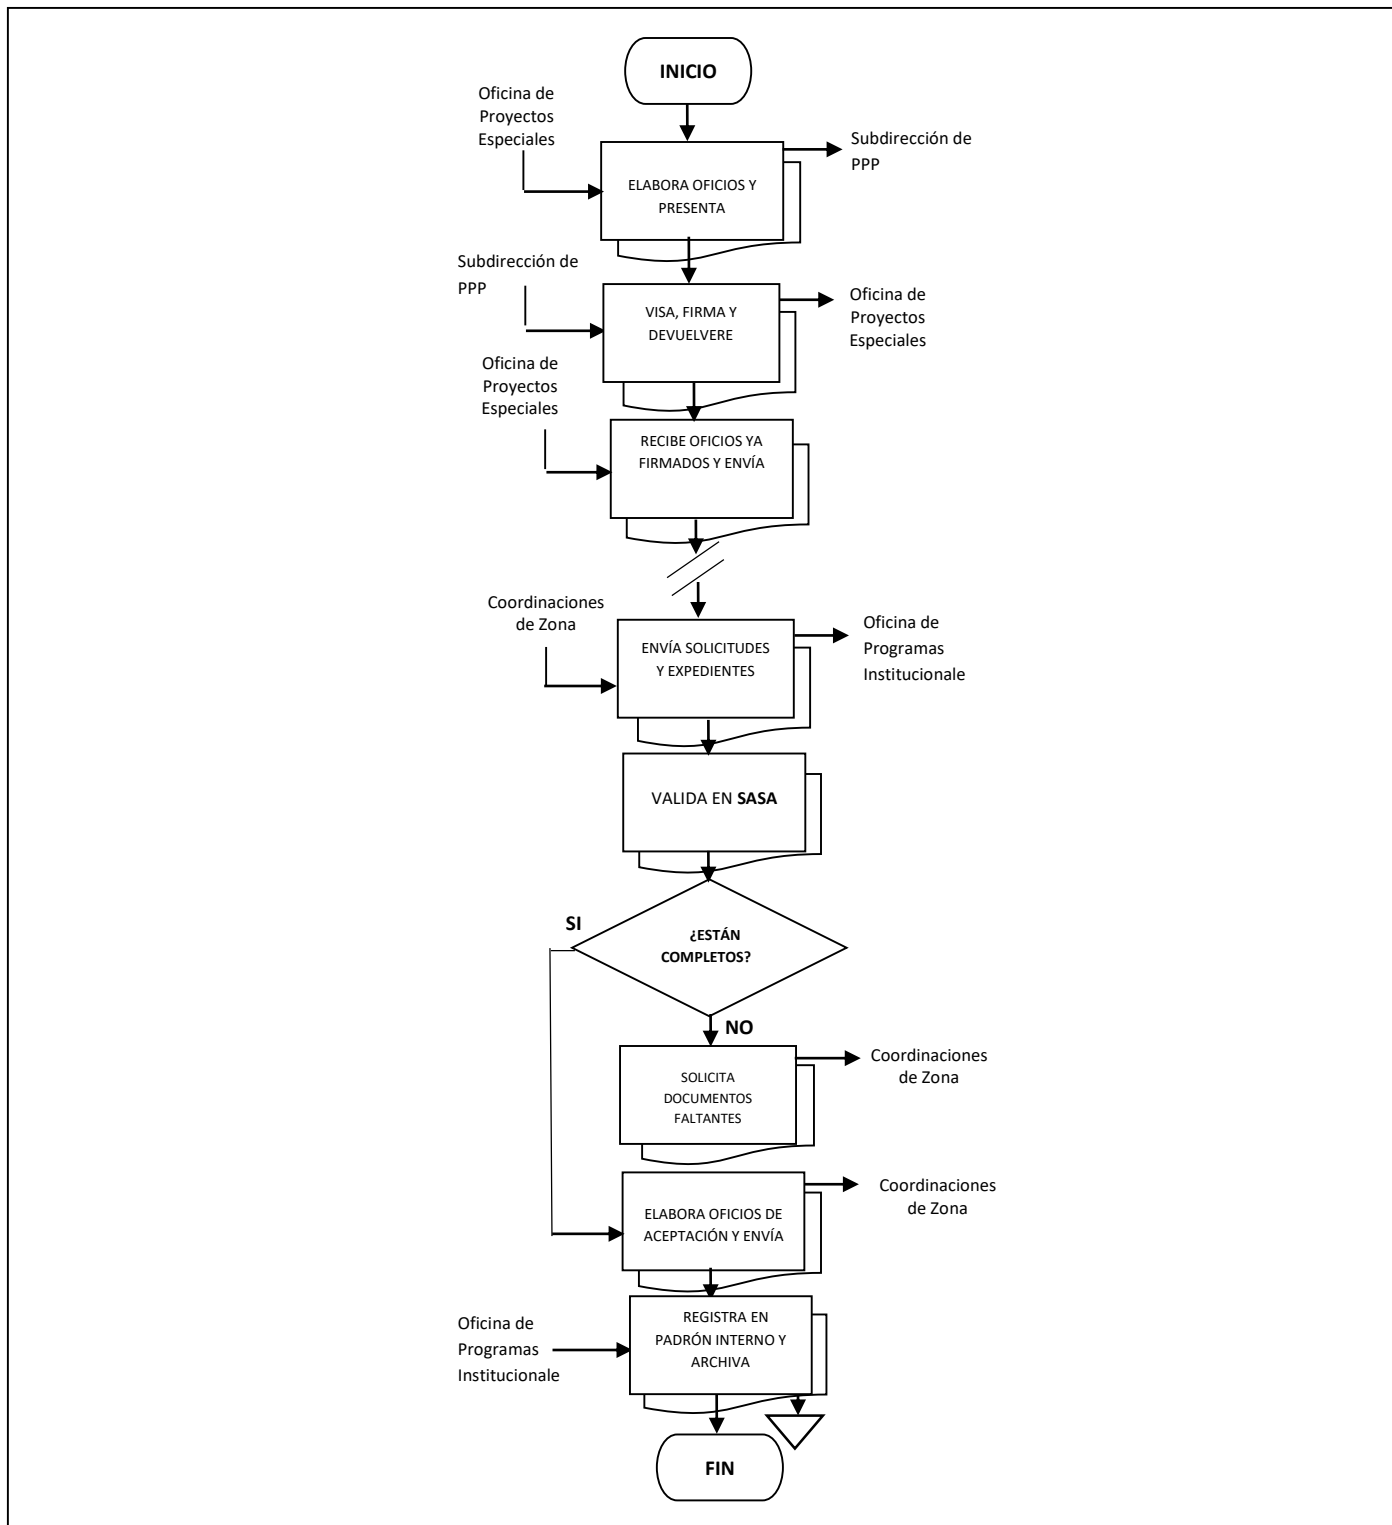 INICIO
Oficina de
Proyectos
Especiales
Subdirección de
PPP
ELABORA OFICIOS Y
PRESENTA
Subdirección de
PPP
VISA, FIRMA Y
DEVUELVERE
Oficina de
Proyectos
Especiales
Oficina de
Proyectos
Especiales
RECIBE OFICIOS YA
FIRMADOS Y ENVÍA
Coordinaciones
de Zona
ENVÍA SOLICITUDES
Y EXPEDIENTES
Oficina de
Programas
Institucionale
VALIDA EN SASA
SI
¿ESTÁN
COMPLETOS?
NO
SOLICITA
DOCUMENTOS
FALTANTES
Coordinaciones
de Zona
ELABORA OFICIOS DE
ACEPTACIÓN Y ENVÍA
Coordinaciones
de Zona
Oficina de
Programas
Institucionale
REGISTRA EN
PADRÓN INTERNO Y
ARCHIVA
FIN